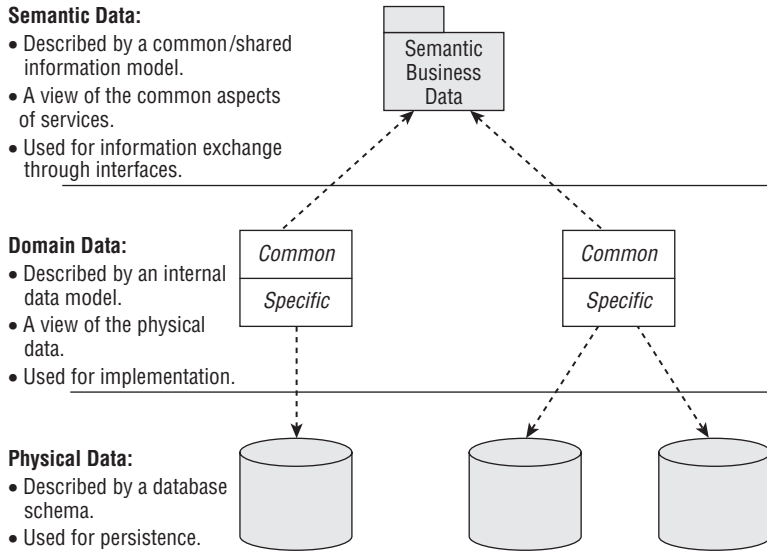 Semantic Data:
• Described by a common/shared
information model.
• A view of the common aspects
of services.
• Used for information exchange
through interfaces.
Semantic
Business
Data
Domain Data:
• Described by an internal
data model.
• A view of the physical
data.
• Used for implementation.
Common
Specific
Common
Specific
Physical Data:
• Described by a database
schema.
• Used for persistence.